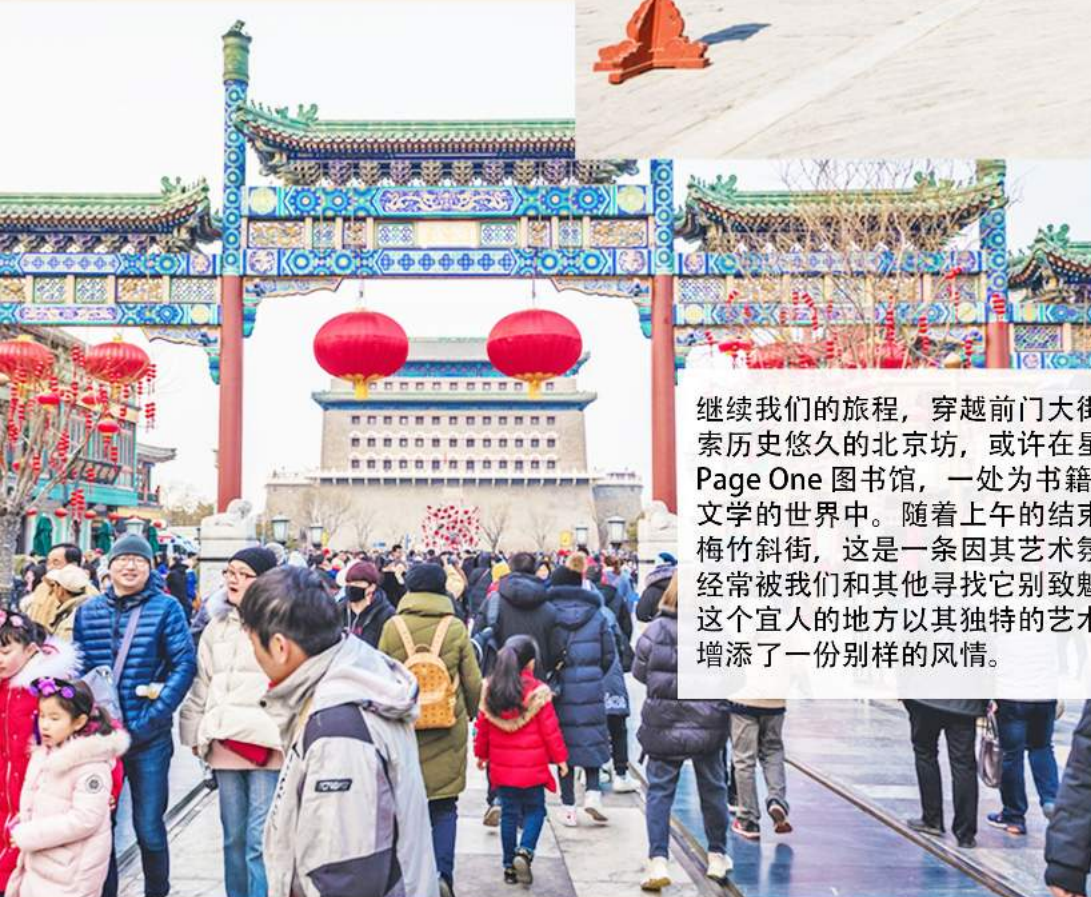 继续我们的旅程，穿越前门大街
索历史悠久的北京坊，或许在星
Page One 图书馆，一处为书籍
文学的世界中。随着上午的结束
梅竹斜街，这是一条因其艺术氛
经常被我们和其他寻找它别致魅
这个宜人的地方以其独特的艺术
增添了一份别样的风情。